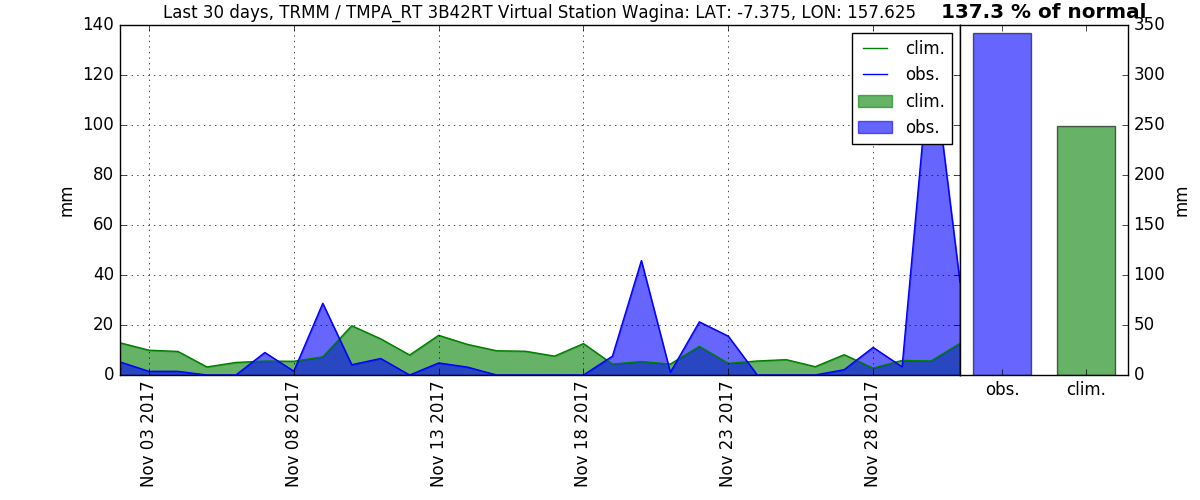 Last 30 days, TRMM / TMPA_RT 3B42RT Virtual Station Wagina: LAT: -7.375, LON: 157.625
137.3 % of normal
140
120
100
80
60
40
20
0
mm
clim.
obs.
clim.
obs.
350
300
250
200
150
100
50
0
mm
Nov 03 2017
Nov 08 2017
Nov 13 2017
Nov 18 2017
Nov 23 2017
Nov 28 2017
obs.
clim.